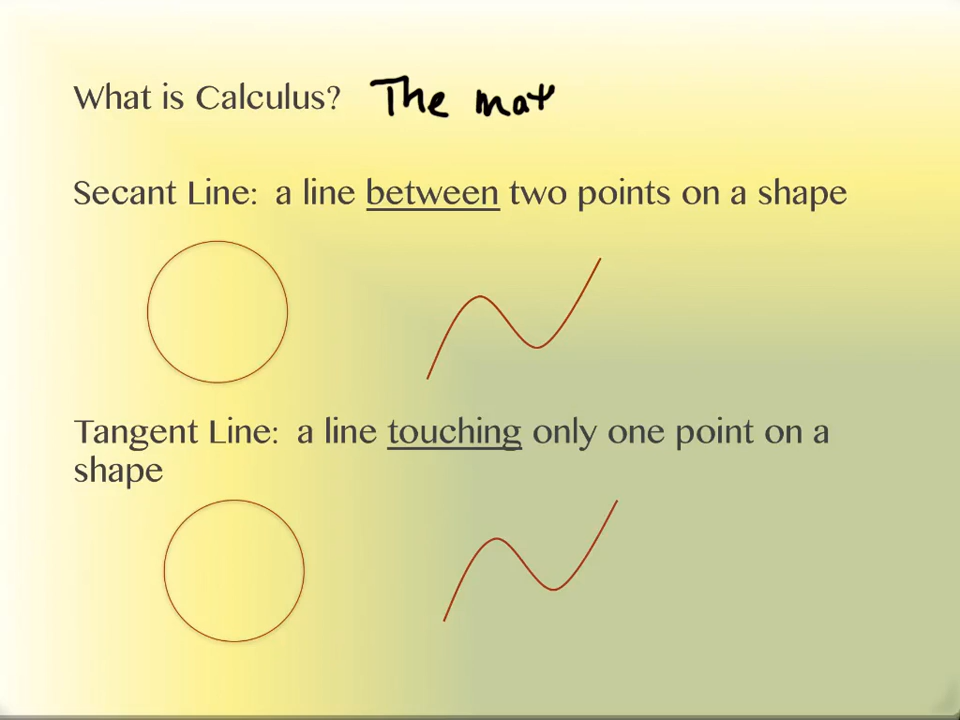 What is Calculus? The mat
Secant Line: a line between two points on a shape
Tangent Line: a line touching only one point on a
shape